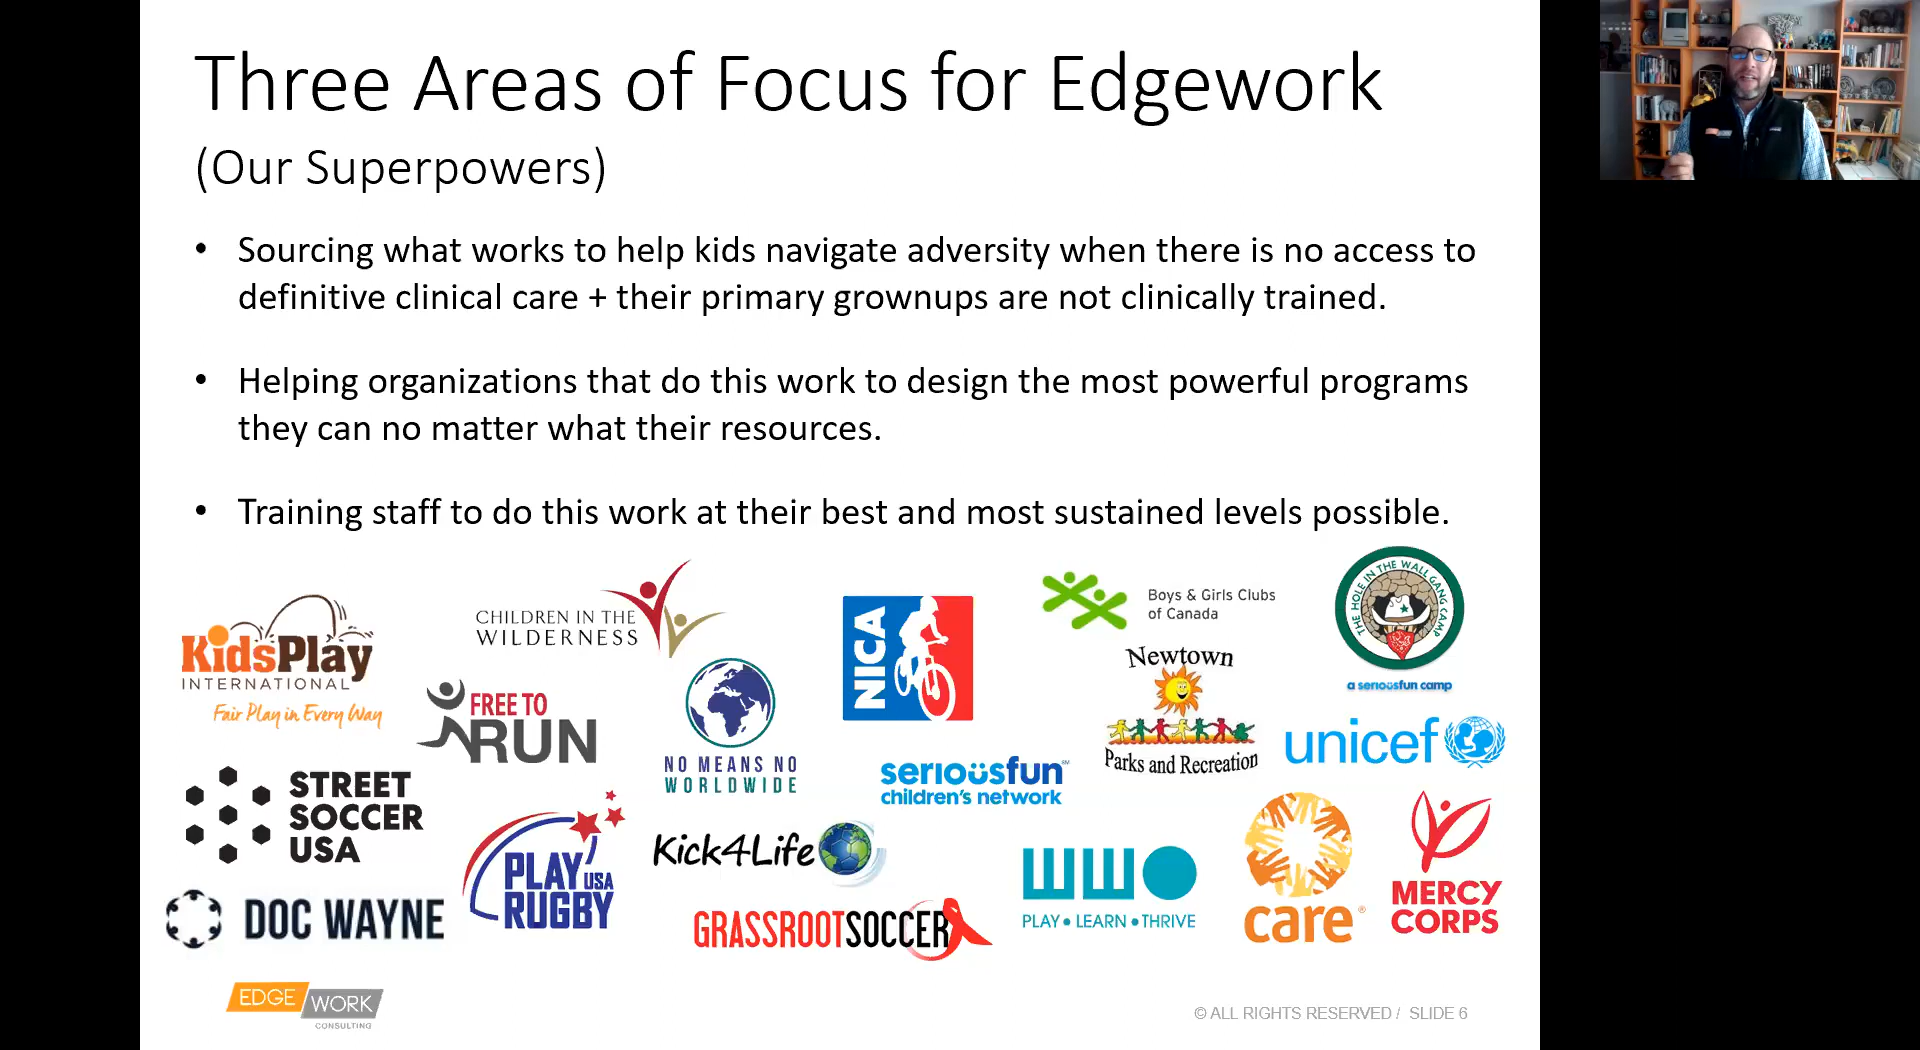 Three Areas of Focus for Edgework
(Our Superpowers)
• Sourcing what works to help kids navigate adversity when there is no access to
definitive clinical care + their primary grownups are not clinically trained.
• Helping organizations that do this work to design the most powerful programs
they can no matter what their resources.
• Training staff to do this work at their best and most sustained levels possible.
KidsPlay
INTERNATIONAL
Fair Play in Every Way
CHILDREN IN THE
WILDERNESS
FREE TO
RUN
NO MEANS NO
WORLDWIDE
NICA
Boys & Girls Clubs
of Canada
THE HOLE IN THE WALL GANG CAMP
a seriousfun camp
Newtown
Parks and Recreation
unicef
STREET
SOCCER
USA
PLAY USA
RUGBY
Kick4Life
seriöusfun℠
children's network
DOC WAYNE
GRASSROOTSOCCER
WWO
PLAY • LEARN • THRIVE
care®
MERCY
CORPS
EDGE WORK
CONSULTING
© ALL RIGHTS RESERVED / SLIDE 6